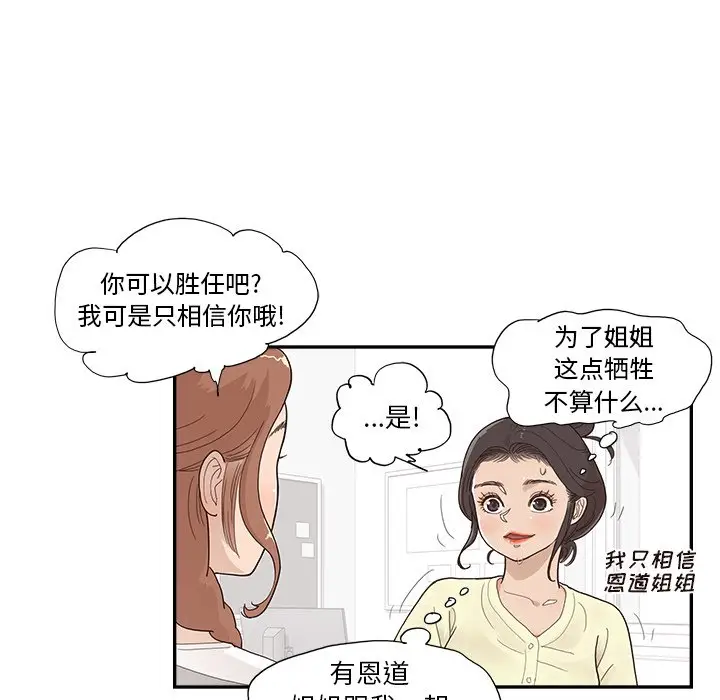 你可以胜任吧?
我可是只相信你哦!
为了姐姐
这点牺牲
不算什么...
...是!
我只相信
恩道姐姐
有恩道